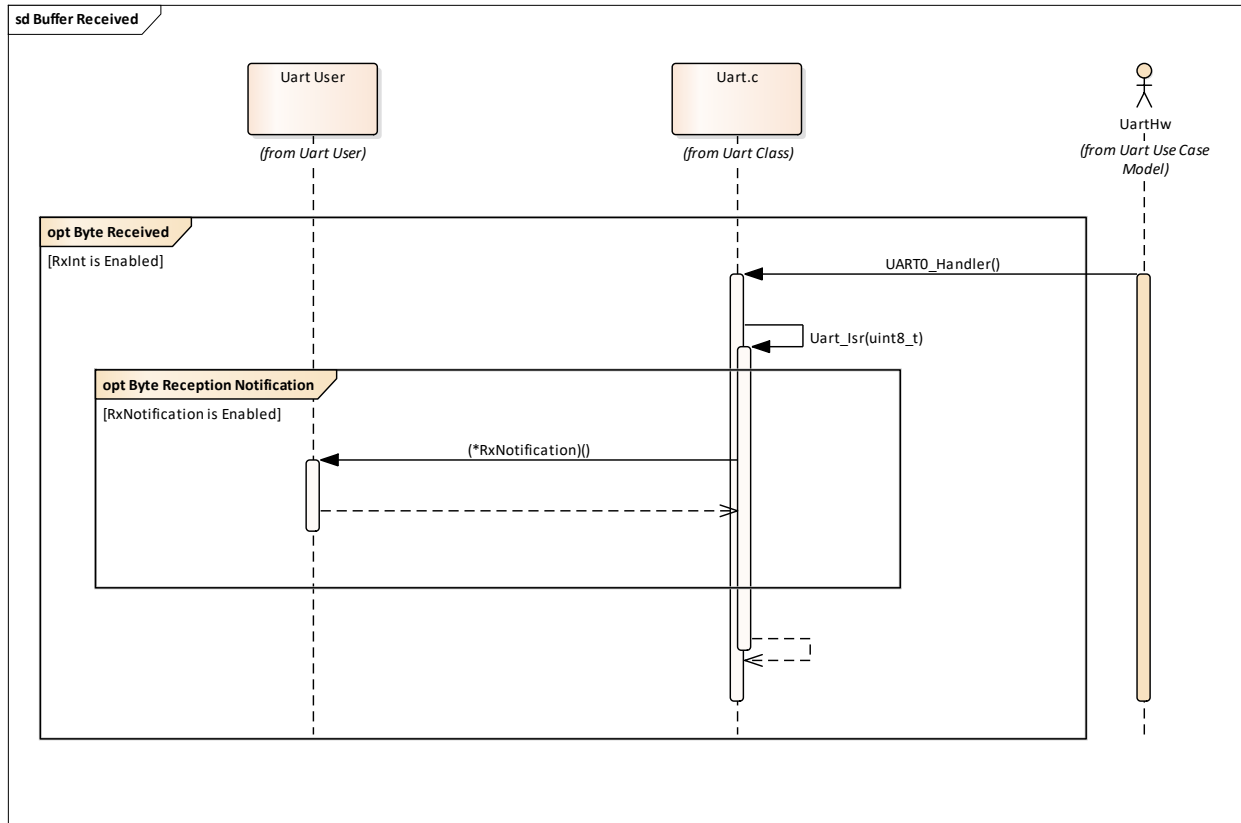 sd Buffer Received
Uart User
Uart.c
UartHw
(from Uart User)
(from Uart Class)
(from Uart Use Case
Model)
opt Byte Received
[RxInt is Enabled]
UART0_Handler()
Uart_Isr(uint8_t)
opt Byte Reception Notification
[RxNotification is Enabled]
(*RxNotification)()